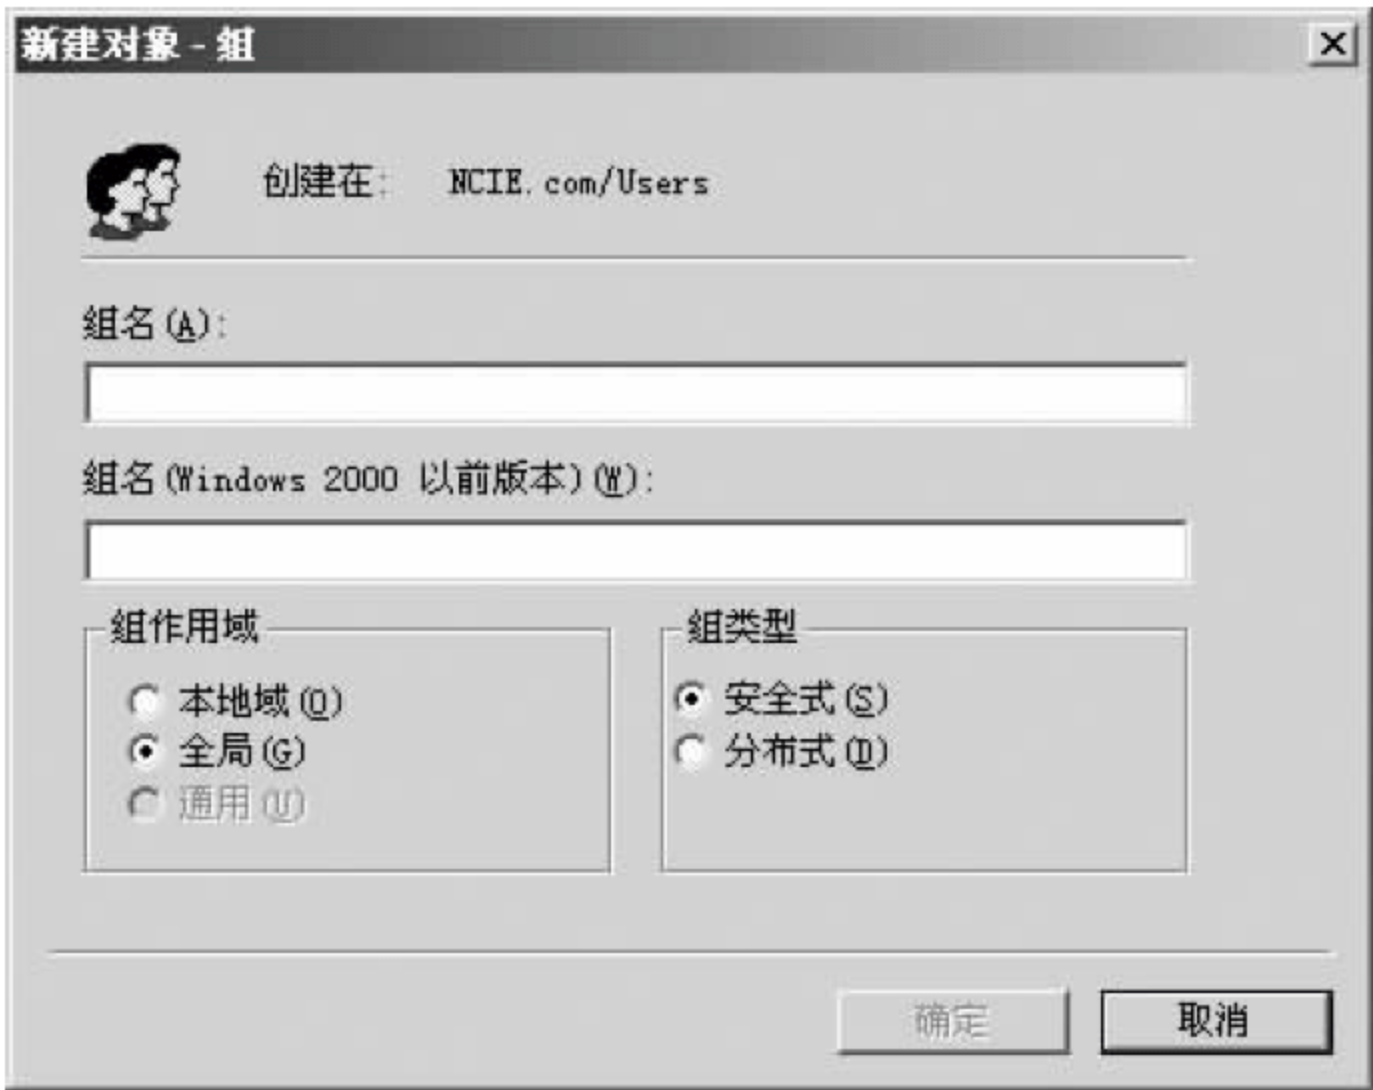 新建对象 - 组
创建在: NCIE.com/Users
组名(A):
组名(Windows 2000 以前版本)(W):
组作用域
组类型
本地域(O)
安全式(S)
全局(G)
分布式(D)
通用(U)
确定
取消